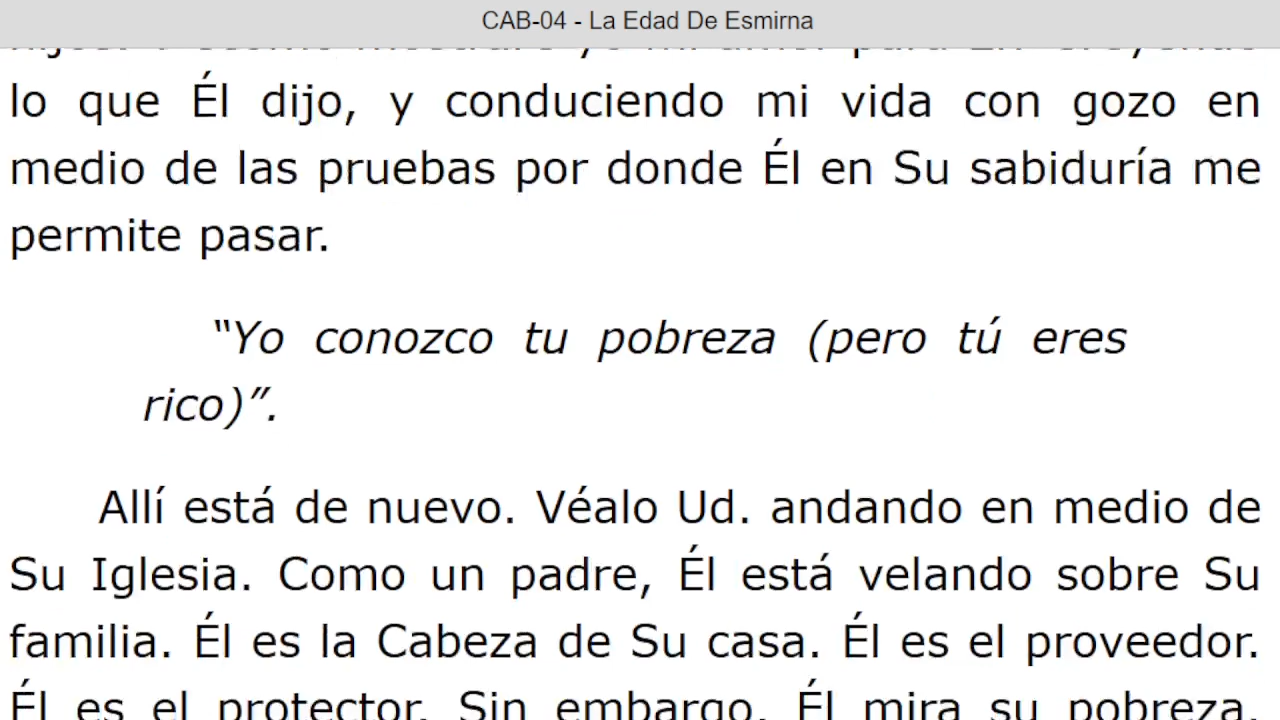 CAB-04 - La Edad De Esmirna
lo que Él dijo, y conduciendo mi vida con gozo en
medio de las pruebas por donde Él en Su sabiduría me
permite pasar.
“Yo conozco tu pobreza (pero tú eres
rico)”.
Allí está de nuevo. Véalo Ud. andando en medio de
Su Iglesia. Como un padre, Él está velando sobre Su
familia. Él es la Cabeza de Su casa. Él es el proveedor.
Él es el protector. Sin embargo, Él mira su pobreza.